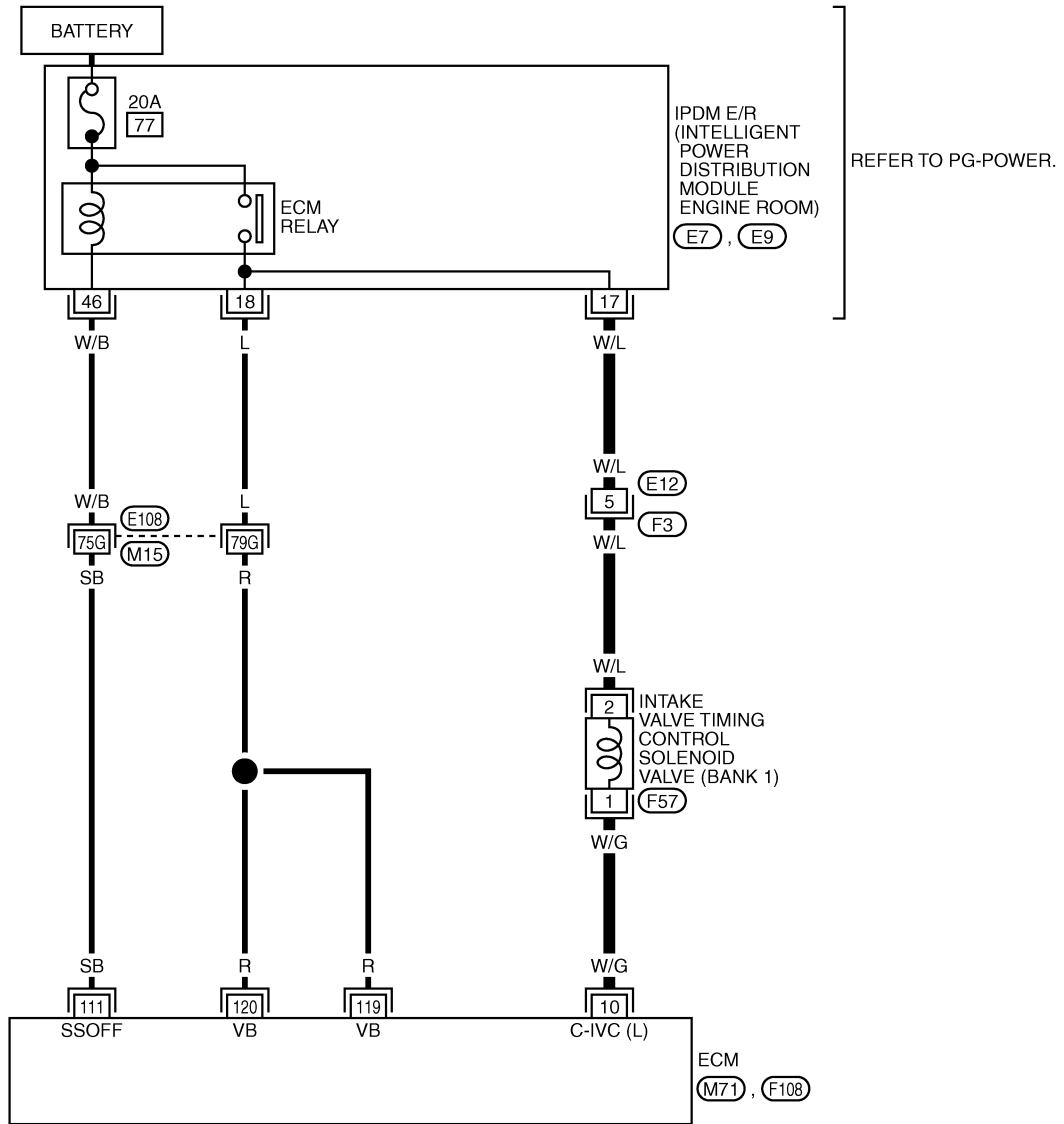 BATTERY
20A
77
ECM
RELAY
IPDM E/R
(INTELLIGENT
POWER
DISTRIBUTION
MODULE
ENGINE ROOM)
E7 , E9
REFER TO PG-POWER.
46
18
17
W/B
L
W/L
W/B
L
W/L
E12
5
F3
E108
75G
79G
M15
W/L
SB
R
W/L
2
INTAKE
VALVE TIMING
CONTROL
SOLENOID
VALVE (BANK 1)
1
F57
W/G
SB
R
R
W/G
111
120
119
10
SSOFF
VB
VB
C-IVC (L)
ECM
M71 , F108